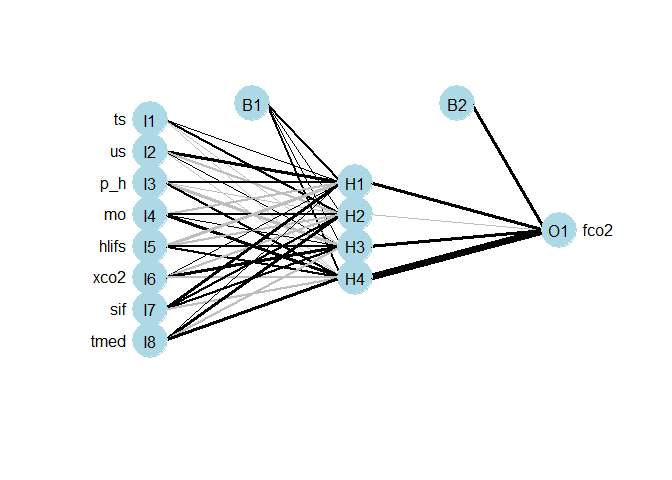 B1 B2
ts I1
us I2
p_h I3 H1
mo I4 H2
O1 fco2
hlifs I5 H3
xco2 I6 H4
sif I7
tmed I8